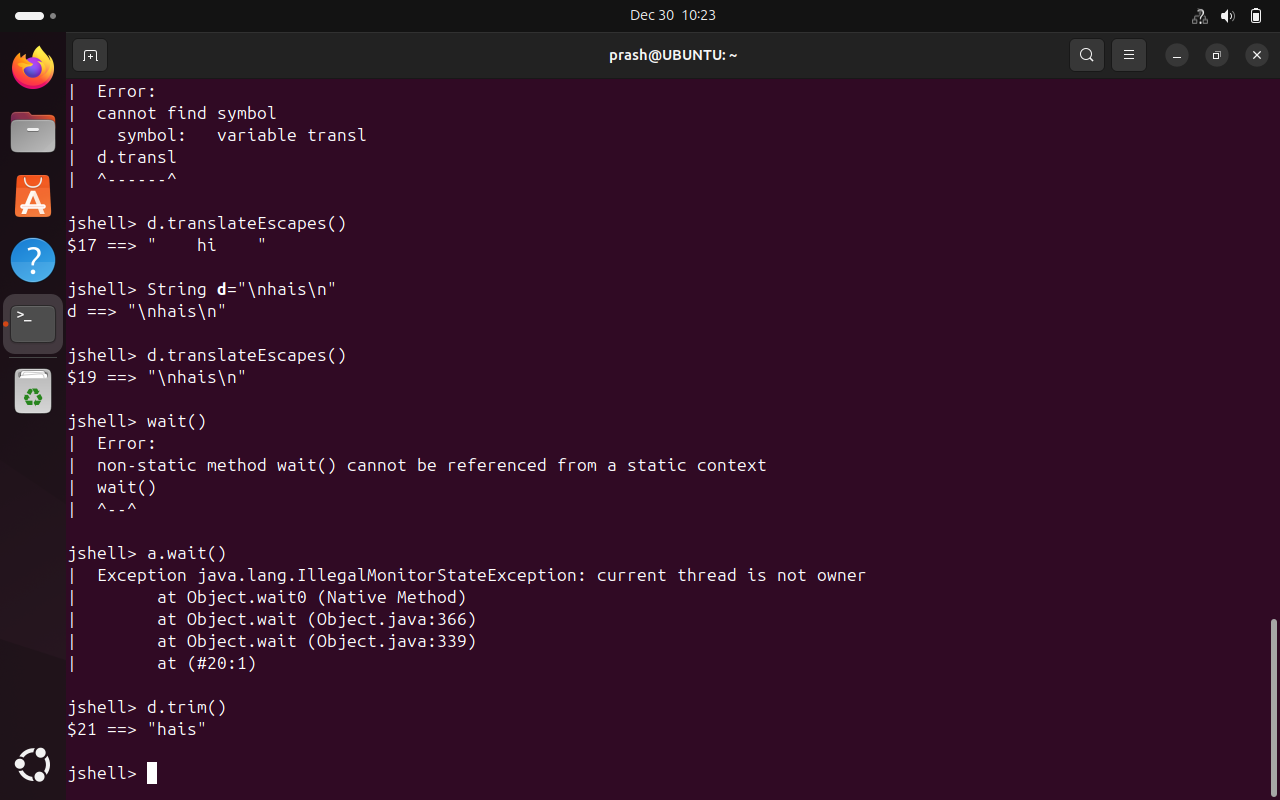 Dec 30 10:23
prash@UBUNTU: ~
| Error:
| cannot find symbol
|   symbol:   variable transl
| d.transl
| ^------^
jshell> d.translateEscapes()
$17 ==> "    hi    "
jshell> String d="\nhais\n"
d ==> "\nhais\n"
jshell> d.translateEscapes()
$19 ==> "\nhais\n"
jshell> wait()
| Error:
| non-static method wait() cannot be referenced from a static context
| wait()
| ^--^
jshell> a.wait()
| Exception java.lang.IllegalMonitorStateException: current thread is not owner
|       at Object.wait0 (Native Method)
|       at Object.wait (Object.java:366)
|       at Object.wait (Object.java:339)
|       at (#20:1)
jshell> d.trim()
$21 ==> "hais"
jshell>